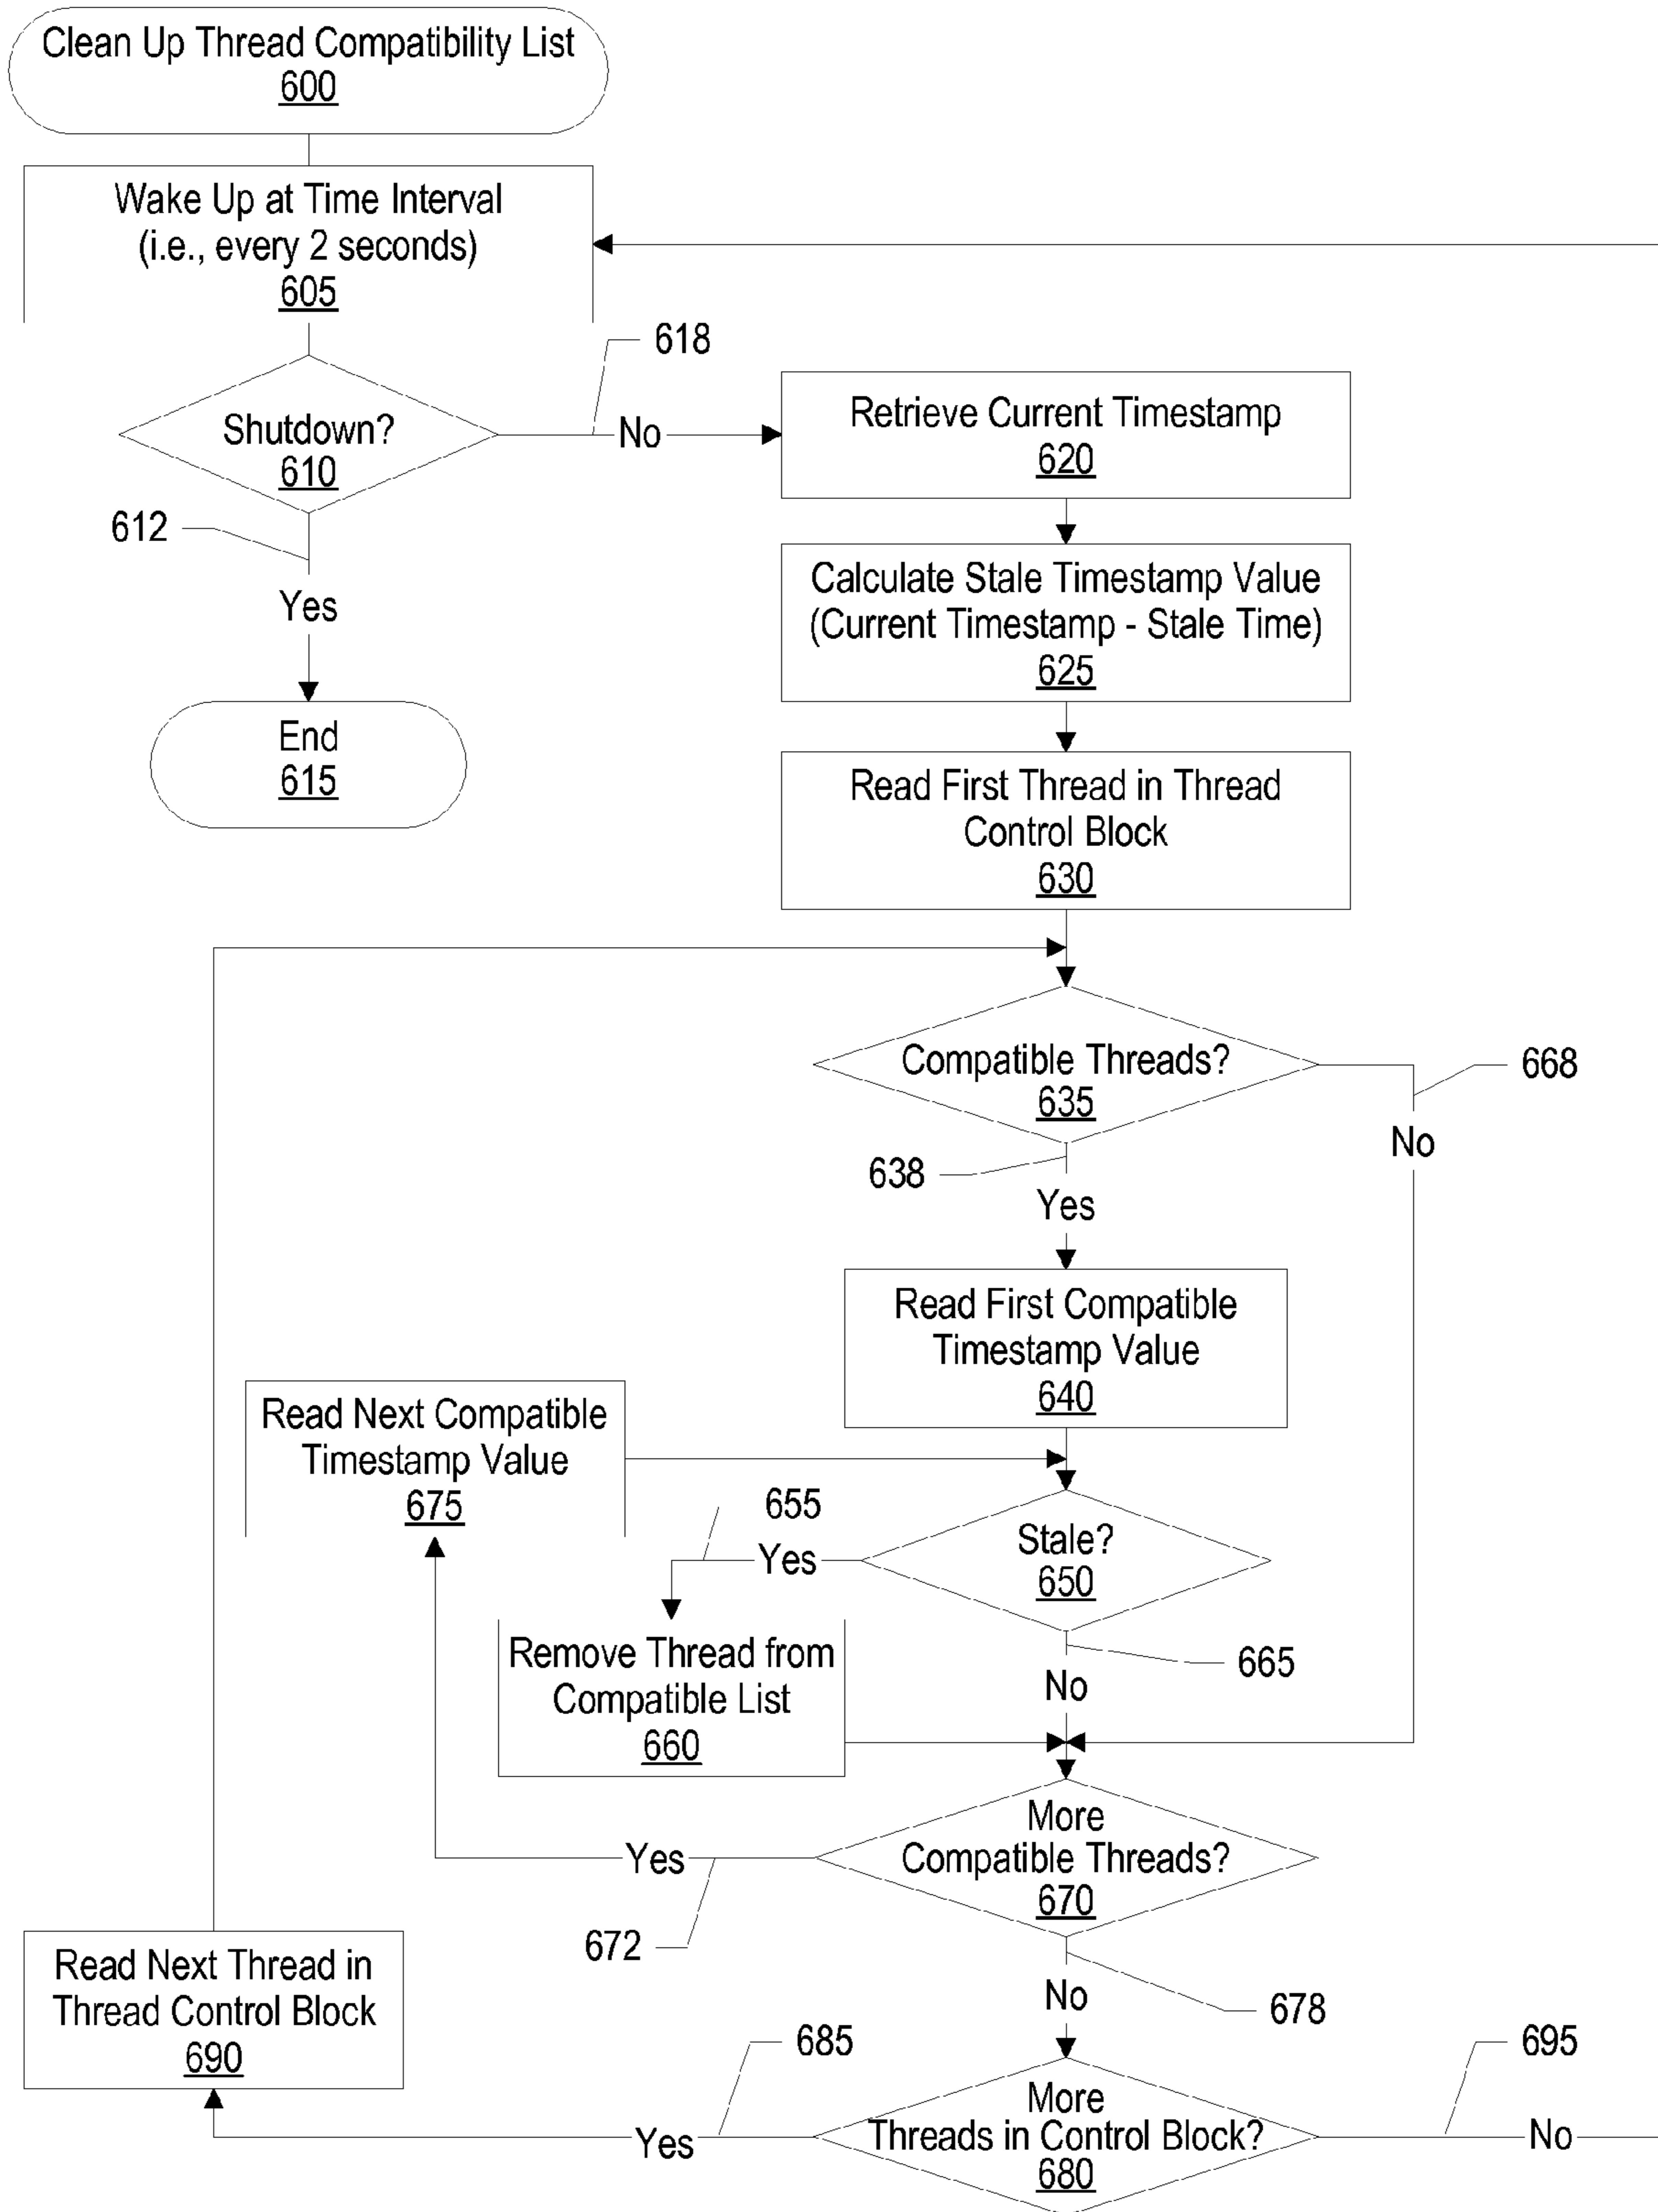 Clean Up Thread Compatibility List
600
Wake Up at Time Interval
(i.e., every 2 seconds)
605
618
Shutdown?
610
No
Retrieve Current Timestamp
620
612
Yes
Calculate Stale Timestamp Value
(Current Timestamp - Stale Time)
625
End
615
Read First Thread in Thread
Control Block
630
Compatible Threads?
635
668
No
638
Yes
Read First Compatible
Timestamp Value
640
Read Next Compatible
Timestamp Value
675
655
Yes
Stale?
650
Remove Thread from
Compatible List
660
665
No
More
Compatible Threads?
670
Yes
672
Read Next Thread in
Thread Control Block
690
No
678
685
695
More
Threads in Control Block?
680
Yes
No